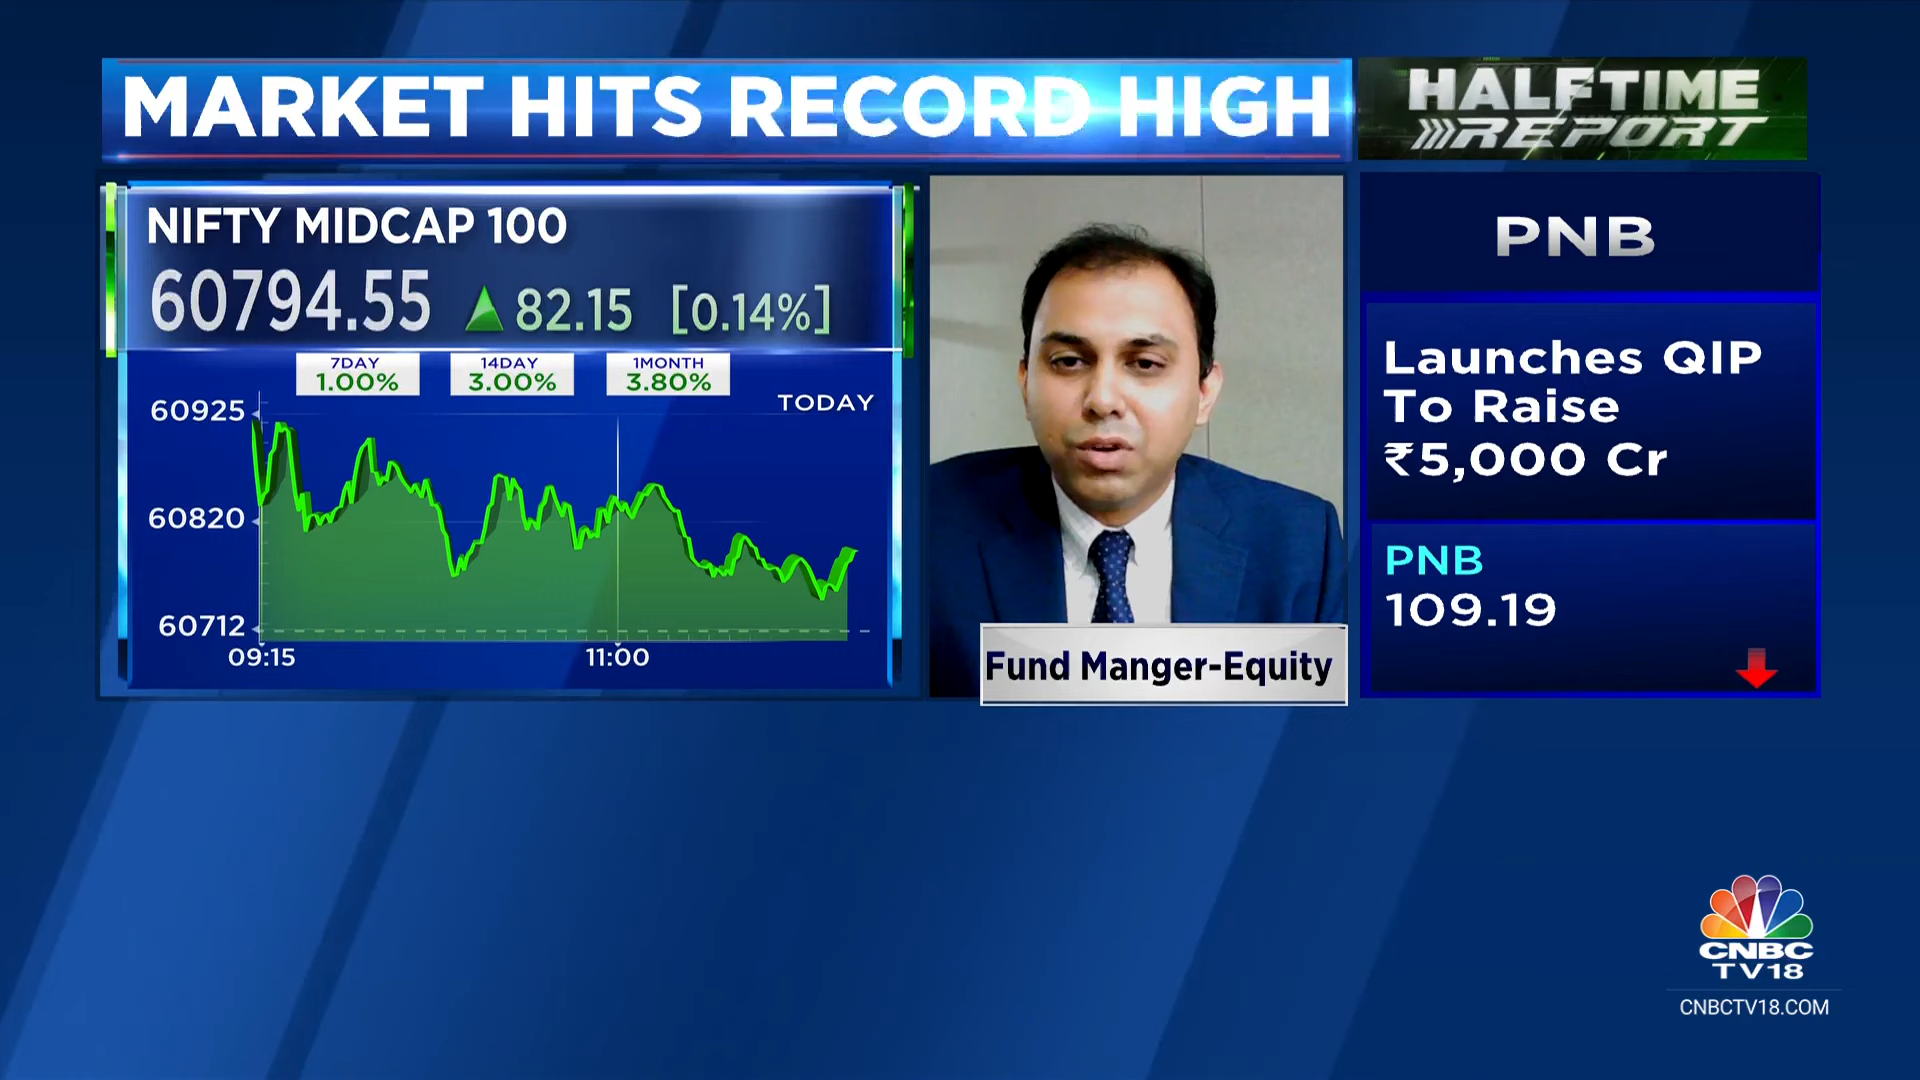 MARKET HITS RECORD HIGH
HALFTIME
REPORT
NIFTY MIDCAP 100
60794.55 ▲ 82.15 [0.14%]
7DAY
1.00%
14DAY
3.00%
1MONTH
3.80%
TODAY
60925
60820
60712
09:15
11:00
Fund Manger-Equity
PNB
Launches QIP
To Raise
₹5,000 Cr
PNB
109.19
CNBC
TV18
CNBCTV18.COM